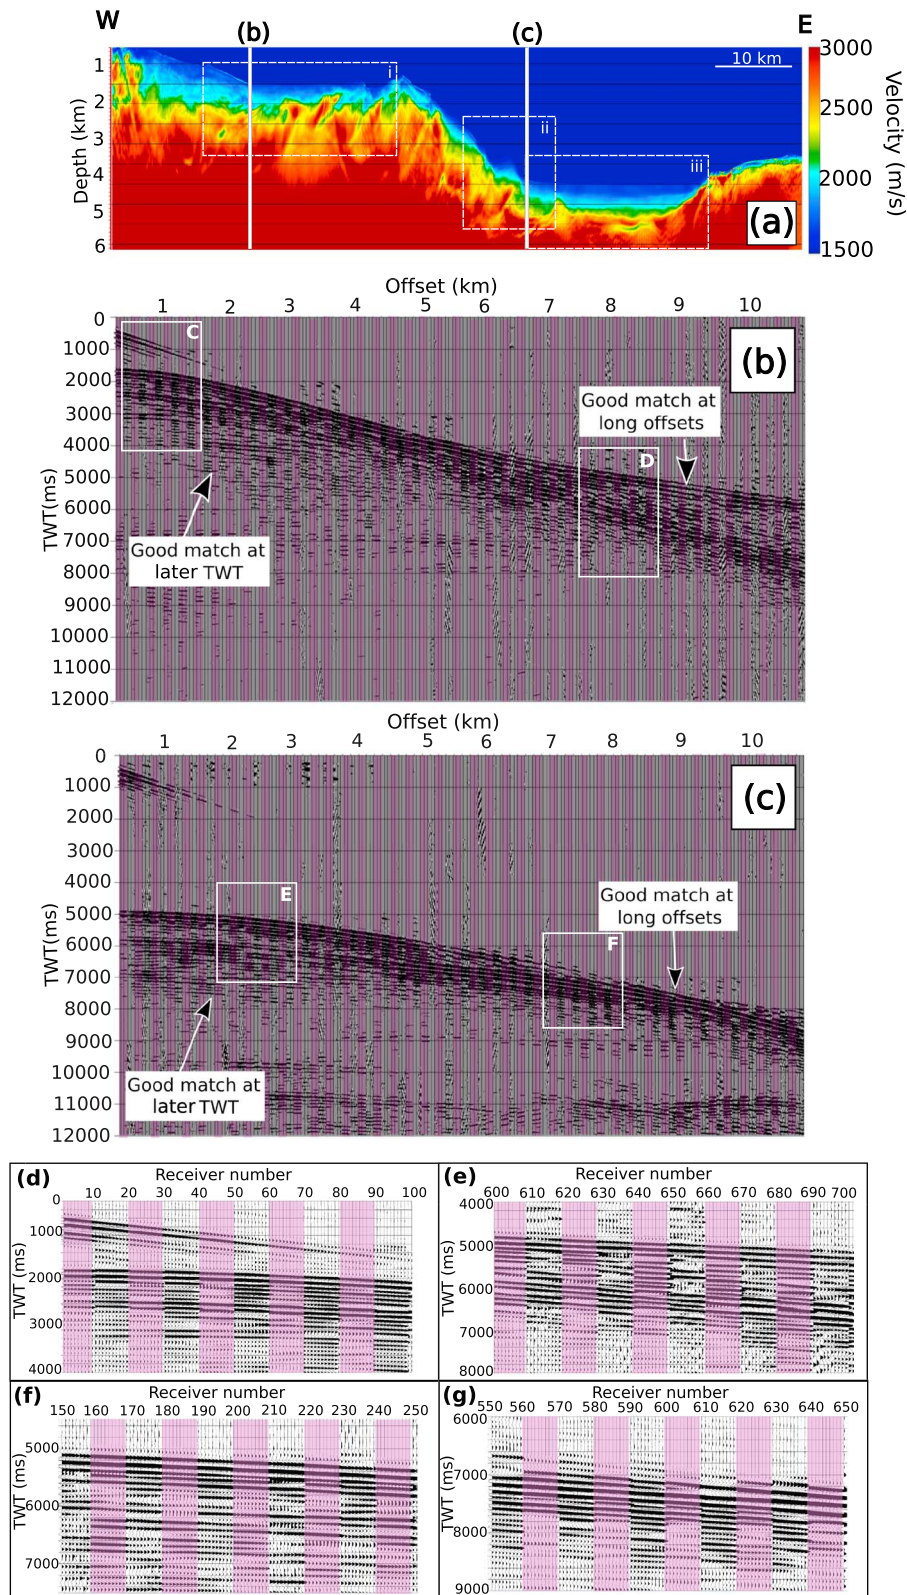 W
(b)
(c)
E
1
2
3
4
5
6
Depth (km)
i
ii
iii
10 km
(a)
3000
2500
2000
1500
Velocity (m/s)
Offset (km)
1 2 3 4 5 6 7 8 9 10
0
1000
2000
3000
4000
5000
6000
7000
8000
9000
10000
11000
12000
TWT(ms)
C
(b)
Good match at
long offsets
D
Good match at
later TWT
Offset (km)
1 2 3 4 5 6 7 8 9 10
0
1000
2000
3000
4000
5000
6000
7000
8000
9000
10000
11000
12000
TWT(ms)
(c)
E
Good match at
long offsets
F
Good match at
later TWT
(d)
Receiver number
10 20 30 40 50 60 70 80 90 100
0
1000
2000
3000
4000
TWT (ms)
(e)
Receiver number
600 610 620 630 640 650 660 670 680 690 700
4000
5000
6000
7000
8000
TWT (ms)
(f)
Receiver number
150 160 170 180 190 200 210 220 230 240 250
5000
6000
7000
TWT (ms)
(g)
Receiver number
550 560 570 580 590 600 610 620 630 640 650
6000
7000
8000
9000
TWT (ms)